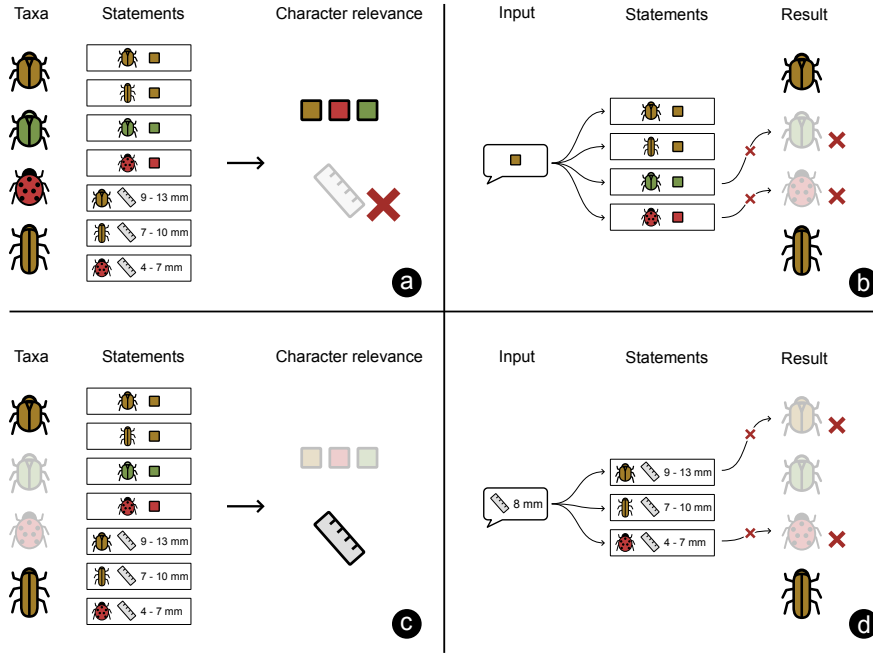 Taxa
Statements
Character relevance
9 - 13 mm
7 - 10 mm
4 - 7 mm
a
Input
Statements
Result
b
Taxa
Statements
Character relevance
9 - 13 mm
7 - 10 mm
4 - 7 mm
c
Input
Statements
Result
8 mm
9 - 13 mm
7 - 10 mm
4 - 7 mm
d